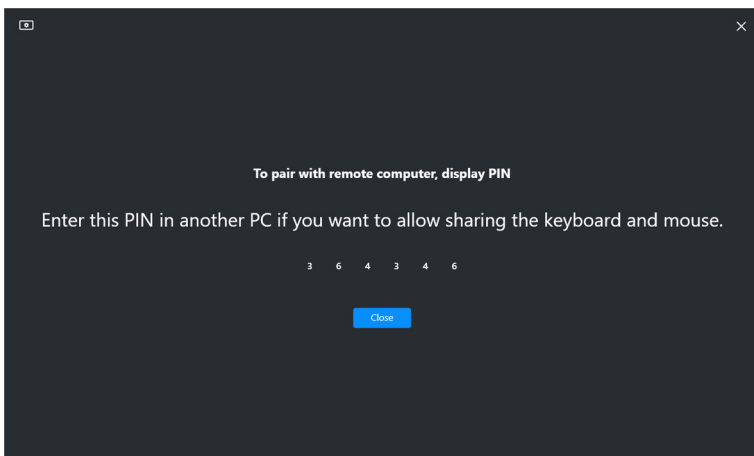 To pair with remote computer, display PIN
Enter this PIN in another PC if you want to allow sharing the keyboard and mouse.
3 6 4 3 4 6
Close